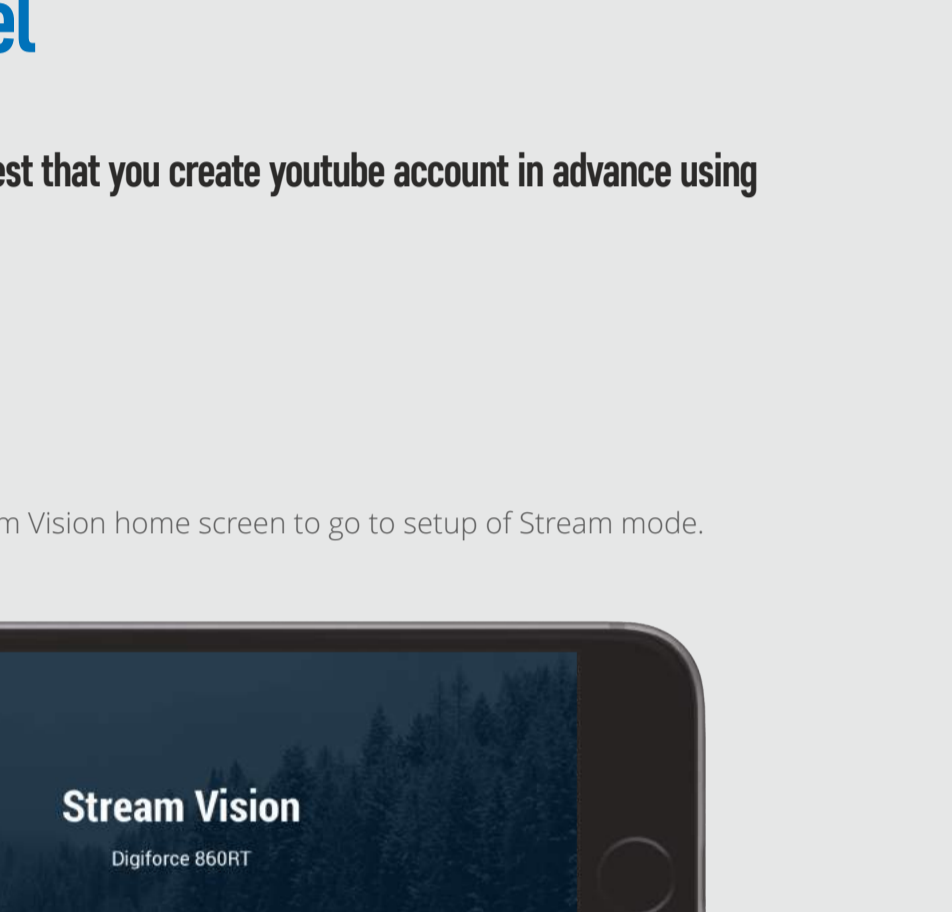 el
est that you create youtube account in advance using
m Vision home screen to go to setup of Stream mode.
Stream Vision
Digiforce 860RT